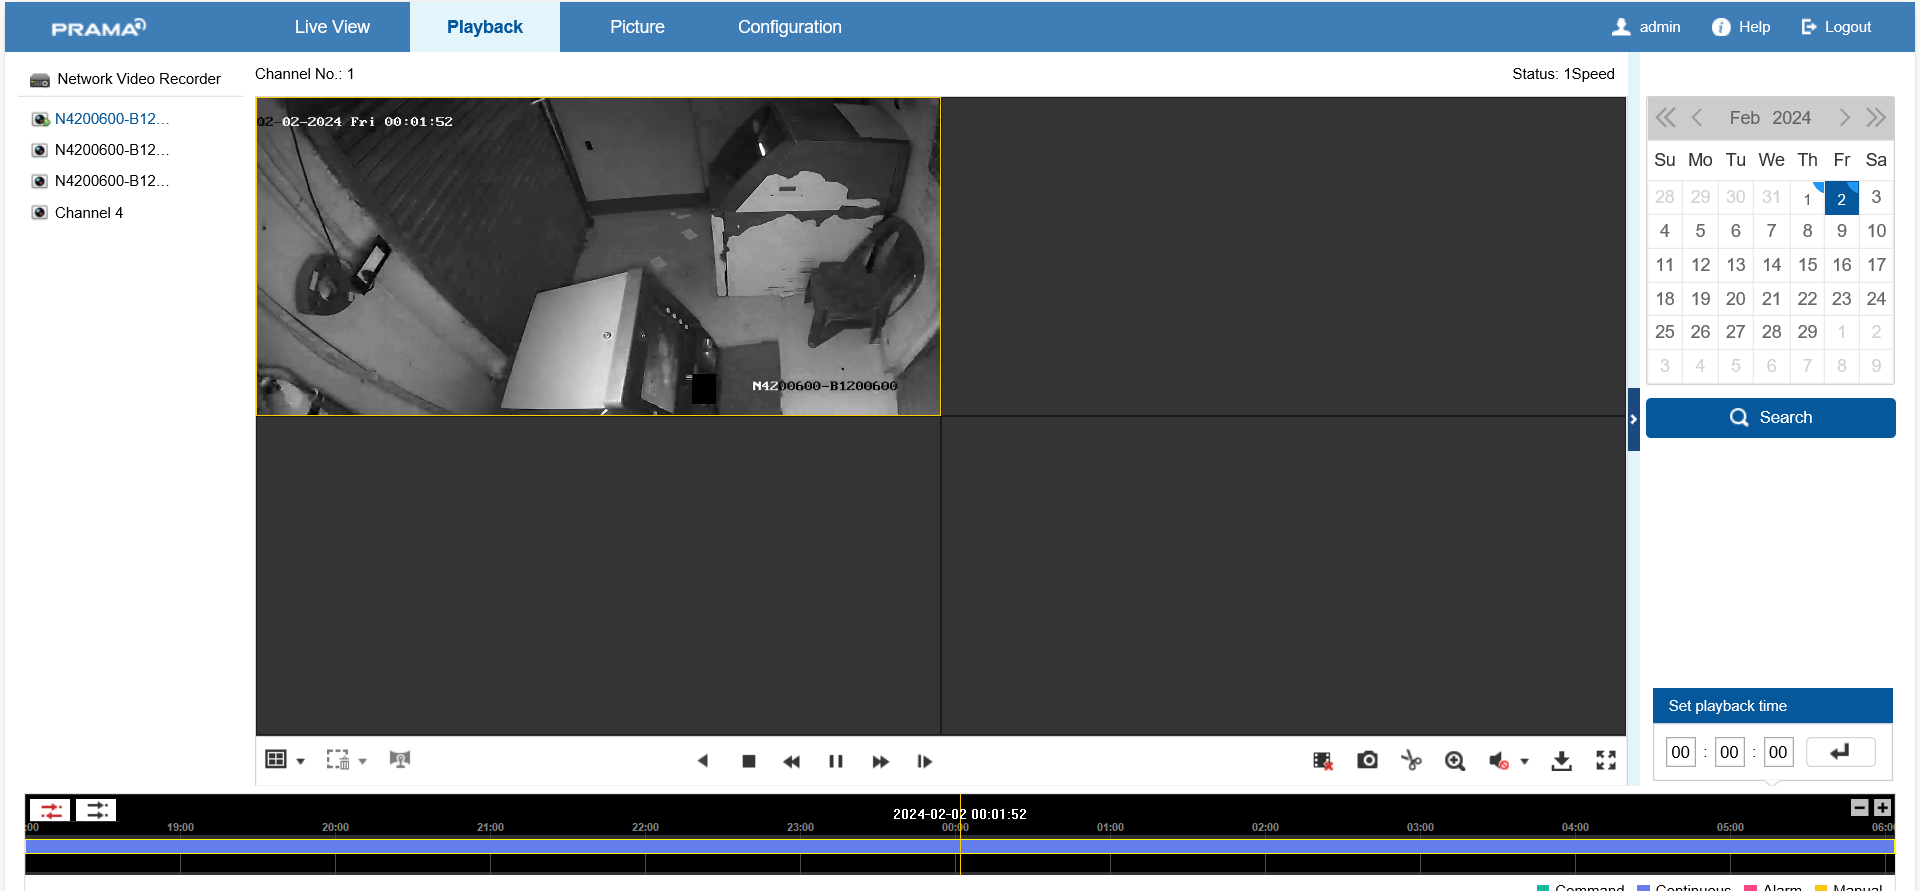 PRAMA
Live View
Playback
Picture
Configuration
admin
Help
Logout
Network Video Recorder
N4200600-B12...
N4200600-B12...
N4200600-B12...
Channel 4
Channel No.: 1
Status: 1Speed
02-02-2024 Fri 00:01:52
N4200600-B1200600
Feb 2024
Su Mo Tu We Th Fr Sa
28 29 30 31 1 2 3
4 5 6 7 8 9 10
11 12 13 14 15 16 17
18 19 20 21 22 23 24
25 26 27 28 29 1 2
3 4 5 6 7 8 9
Search
Set playback time
00 : 00 : 00
2024-02-02 00:01:52
:00 19:00 20:00 21:00 22:00 23:00 00:00 01:00 02:00 03:00 04:00 05:00 06:00
Command Continuous Alarm Manual